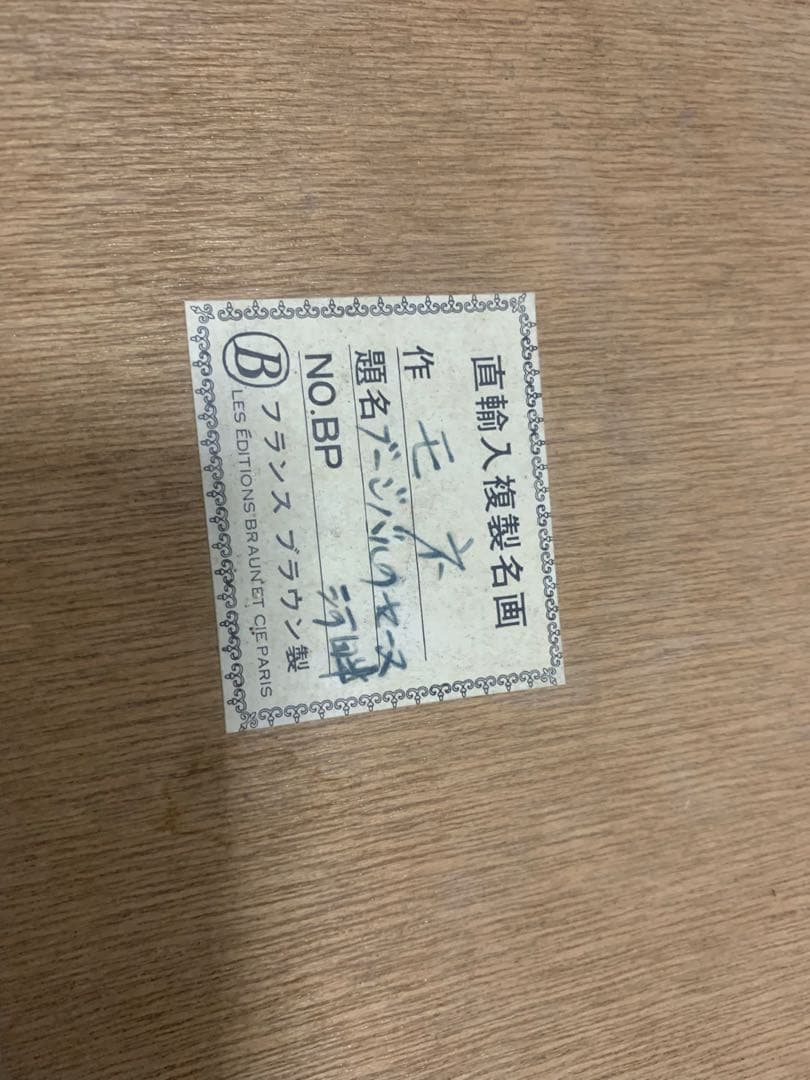 直輸入複製名画
作 モネ
題名 ブージバルのセーヌ
河畔
NO.BP
フランス ブラウン製
B LES ÉDITIONS BRAUN ET CIE PARIS